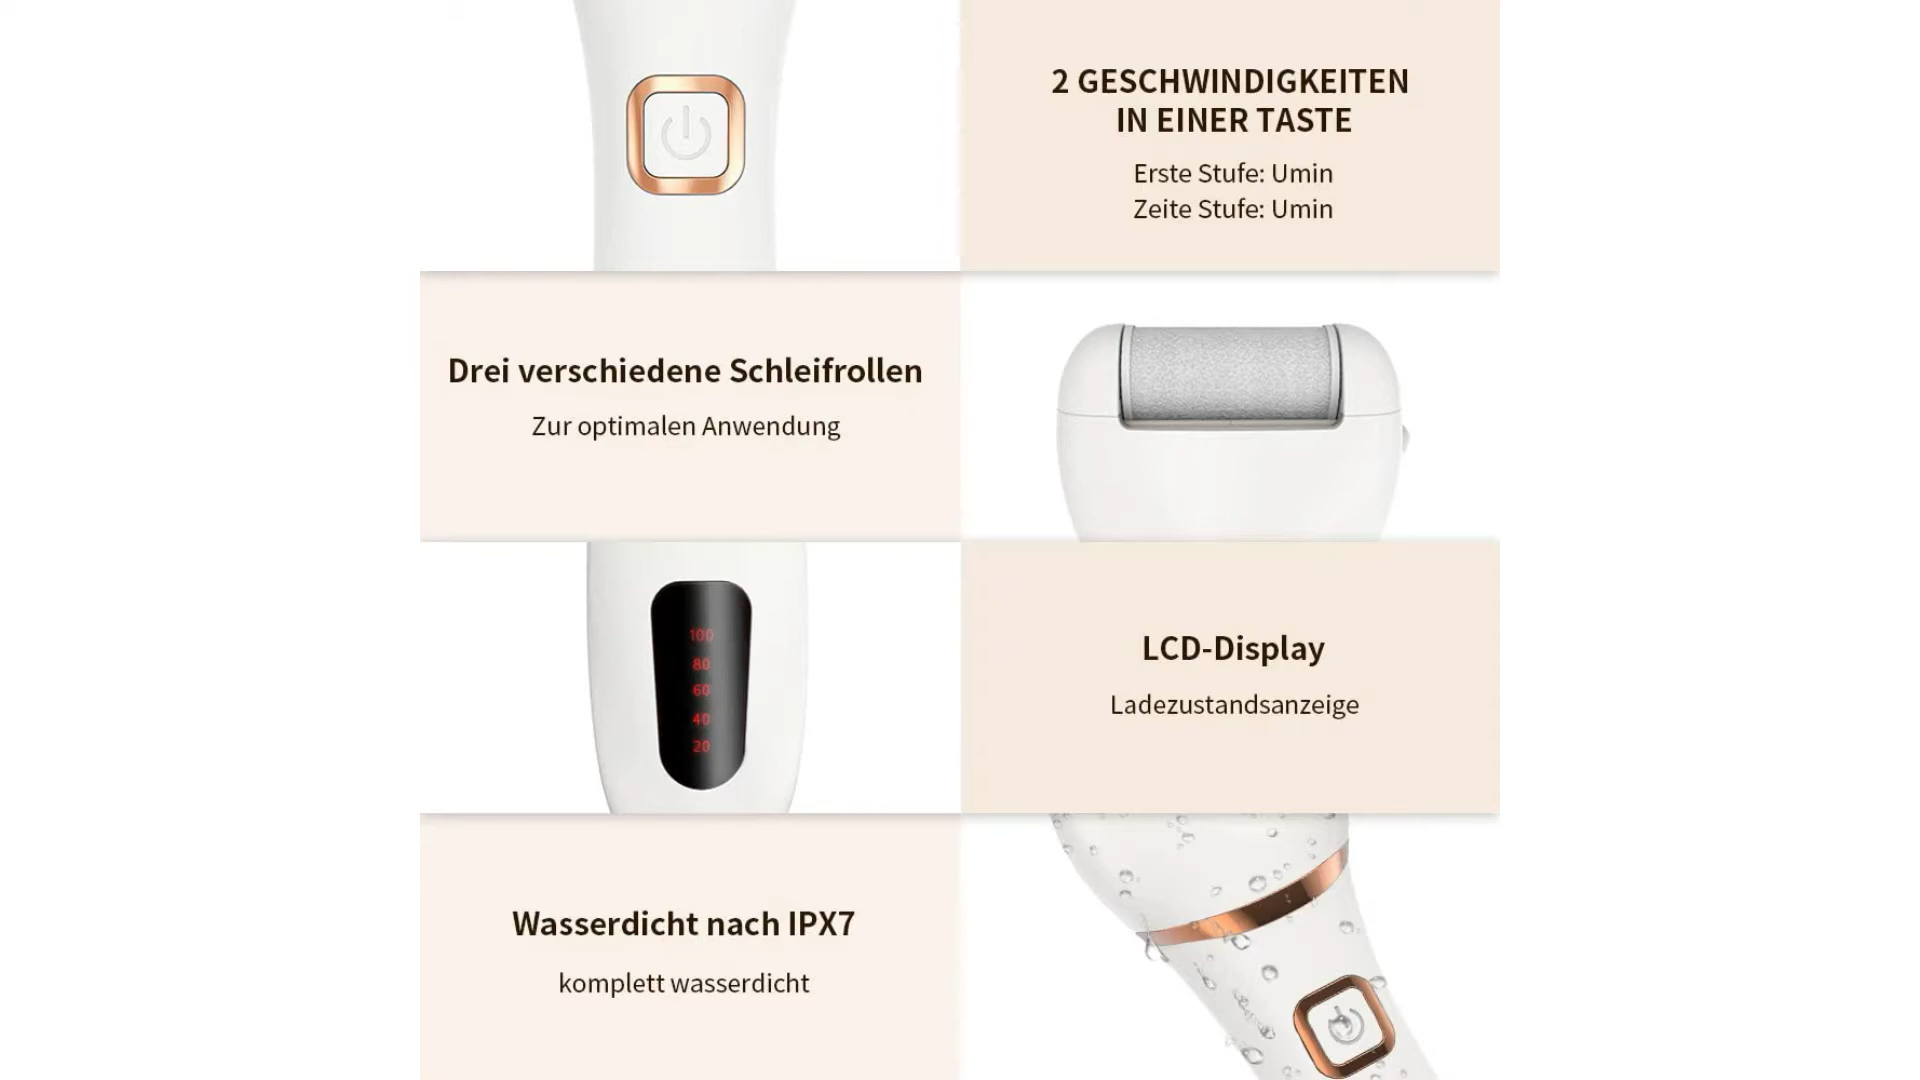 2 GESCHWINDIGKEITEN
IN EINER TASTE
Erste Stufe: Umin
Zeite Stufe: Umin
Drei verschiedene Schleifrollen
Zur optimalen Anwendung
100
80
60
40
20
LCD-Display
Ladezustandsanzeige
Wasserdicht nach IPX7
komplett wasserdicht